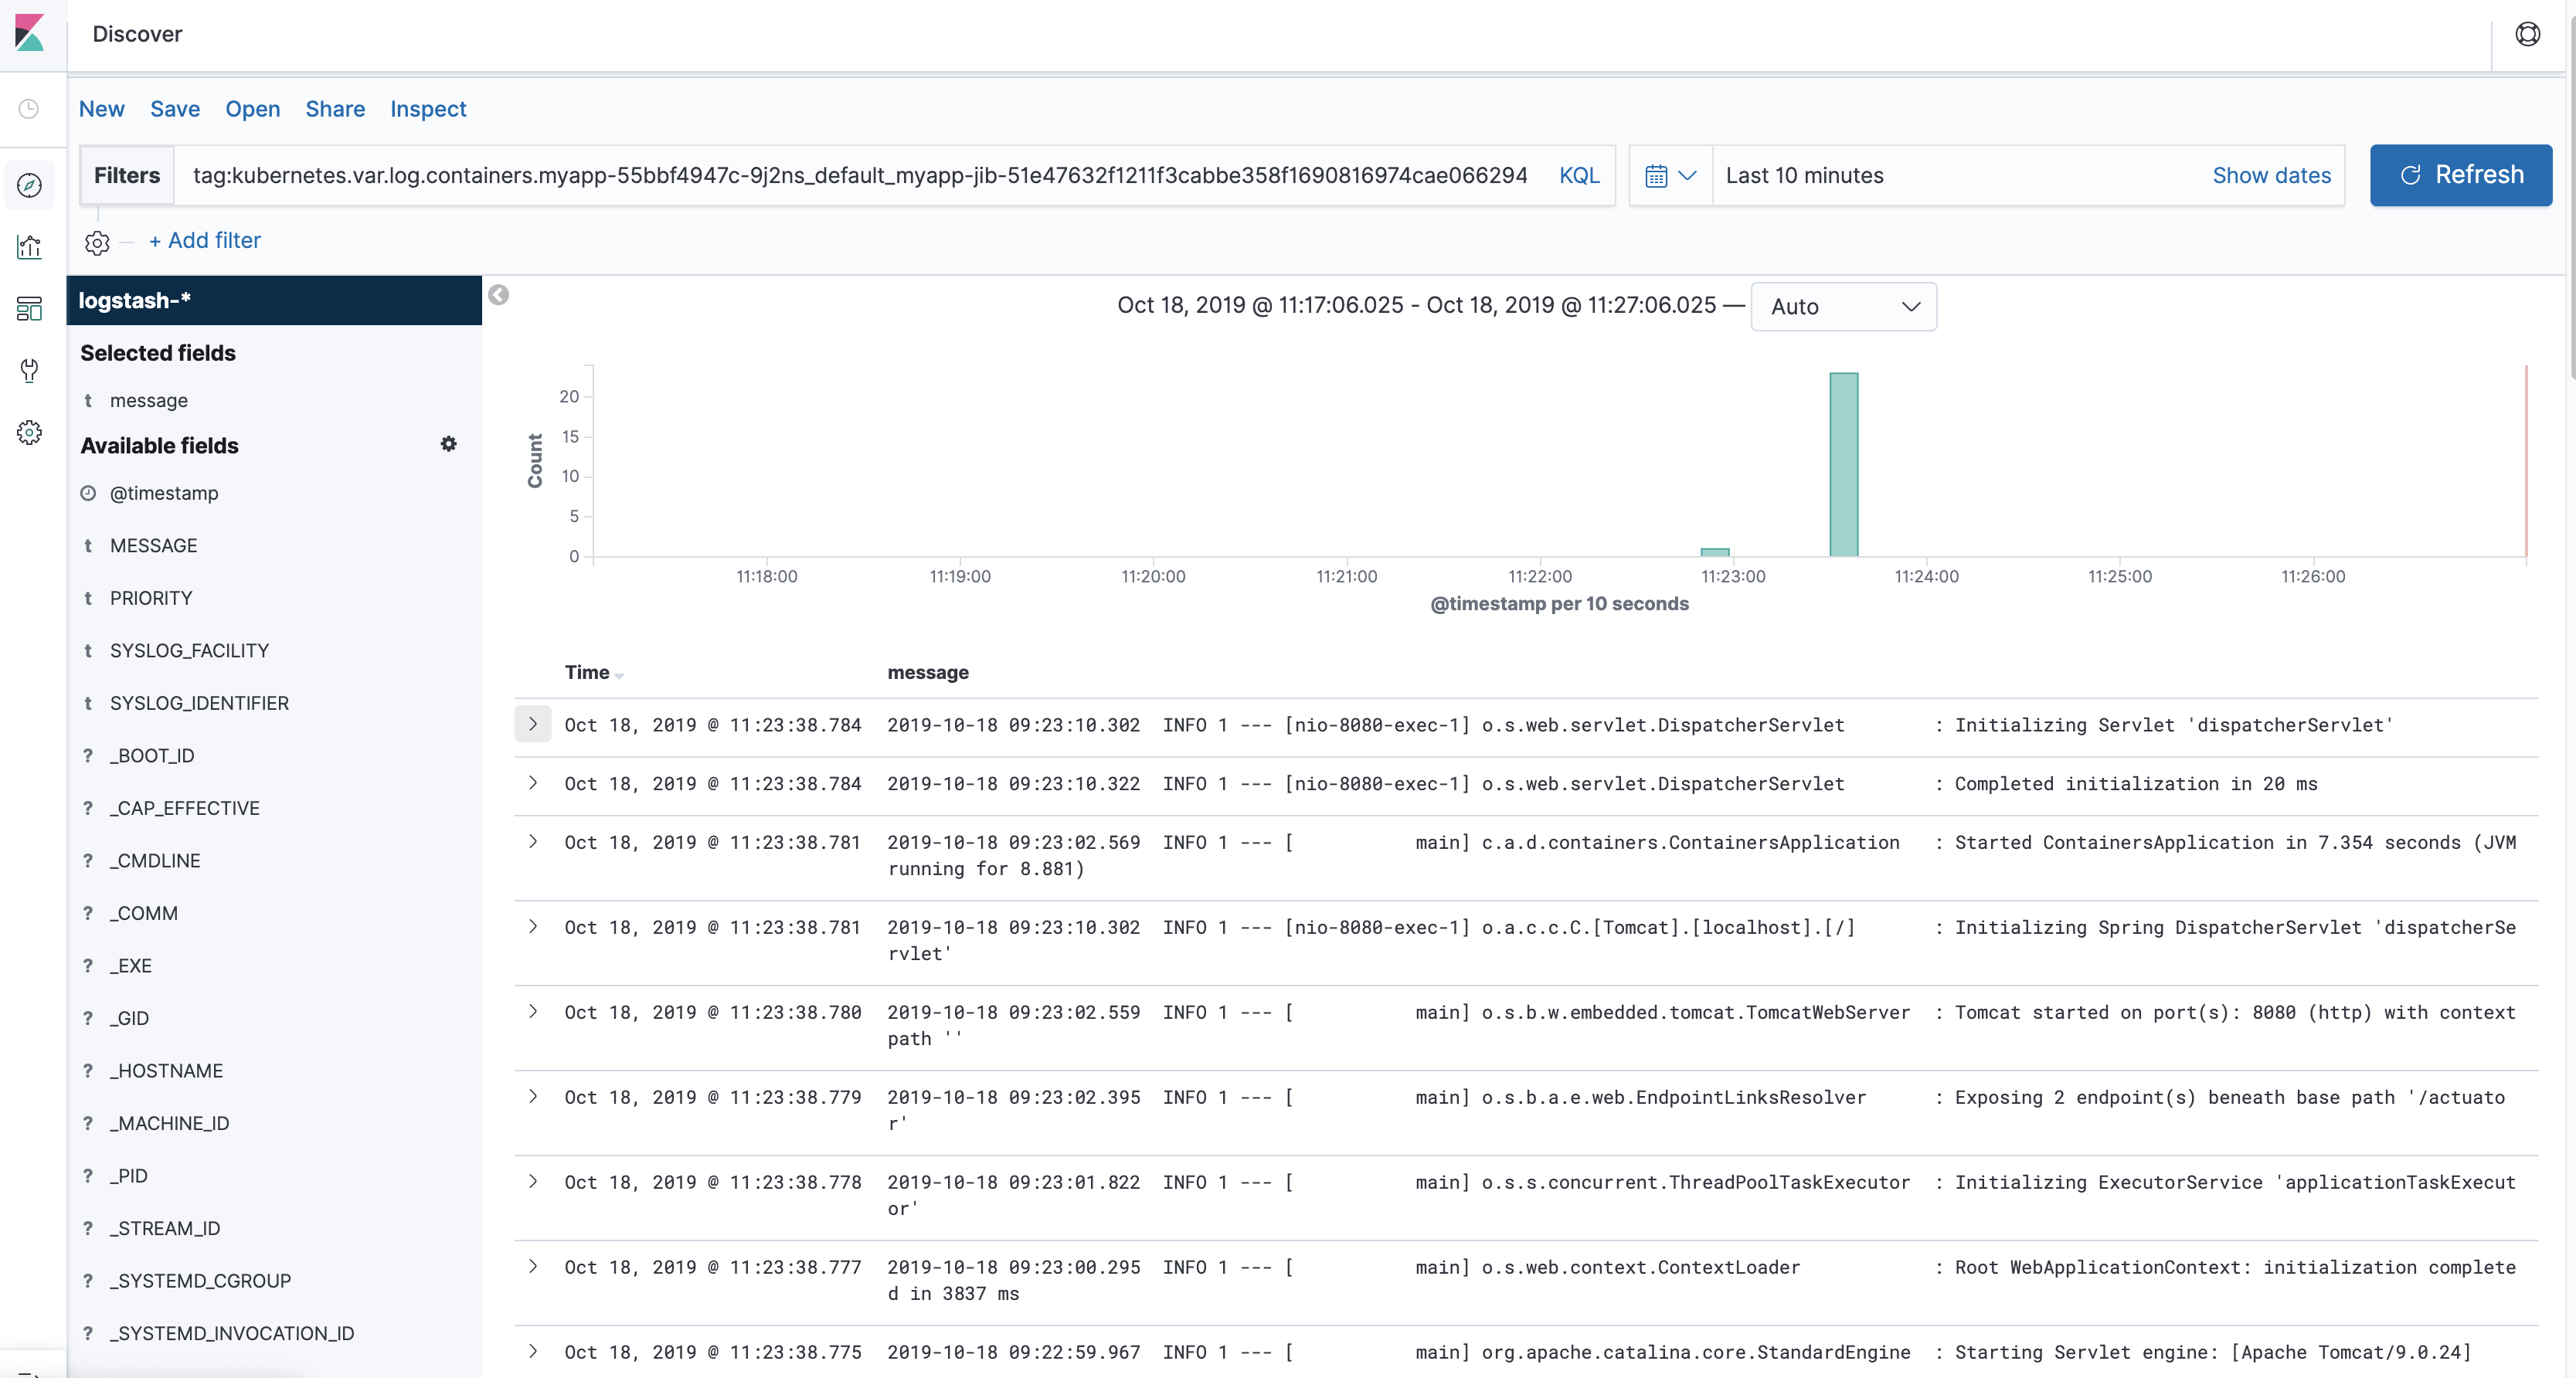 Discover
New Save Open Share Inspect
Filters tag:kubernetes.var.log.containers.myapp-55bbf4947c-9j2ns_default_myapp-jib-51e47632f1211f3cabbe358f1690816974cae066294 KQL Last 10 minutes Show dates Refresh
+ Add filter
logstash-*
Selected fields
t message
Available fields
@timestamp
t MESSAGE
t PRIORITY
t SYSLOG_FACILITY
t SYSLOG_IDENTIFIER
? _BOOT_ID
? _CAP_EFFECTIVE
? _CMDLINE
? _COMM
? _EXE
? _GID
? _HOSTNAME
? _MACHINE_ID
? _PID
? _STREAM_ID
? _SYSTEMD_CGROUP
? _SYSTEMD_INVOCATION_ID
Oct 18, 2019 @ 11:17:06.025 - Oct 18, 2019 @ 11:27:06.025 — Auto
Count
20
15
10
5
0
11:18:00 11:19:00 11:20:00 11:21:00 11:22:00 11:23:00 11:24:00 11:25:00 11:26:00
@timestamp per 10 seconds
Time message
Oct 18, 2019 @ 11:23:38.784 2019-10-18 09:23:10.302 INFO 1 --- [nio-8080-exec-1] o.s.web.servlet.DispatcherServlet : Initializing Servlet 'dispatcherServlet'
Oct 18, 2019 @ 11:23:38.784 2019-10-18 09:23:10.322 INFO 1 --- [nio-8080-exec-1] o.s.web.servlet.DispatcherServlet : Completed initialization in 20 ms
Oct 18, 2019 @ 11:23:38.781 2019-10-18 09:23:02.569 INFO 1 --- [ main] c.a.d.containers.ContainersApplication : Started ContainersApplication in 7.354 seconds (JVM
running for 8.881)
Oct 18, 2019 @ 11:23:38.781 2019-10-18 09:23:10.302 INFO 1 --- [nio-8080-exec-1] o.a.c.c.C.[Tomcat].[localhost].[/] : Initializing Spring DispatcherServlet 'dispatcherSe
rvlet'
Oct 18, 2019 @ 11:23:38.780 2019-10-18 09:23:02.559 INFO 1 --- [ main] o.s.b.w.embedded.tomcat.TomcatWebServer : Tomcat started on port(s): 8080 (http) with context
path ''
Oct 18, 2019 @ 11:23:38.779 2019-10-18 09:23:02.395 INFO 1 --- [ main] o.s.b.a.e.web.EndpointLinksResolver : Exposing 2 endpoint(s) beneath base path '/actuato
r'
Oct 18, 2019 @ 11:23:38.778 2019-10-18 09:23:01.822 INFO 1 --- [ main] o.s.s.concurrent.ThreadPoolTaskExecutor : Initializing ExecutorService 'applicationTaskExecut
or'
Oct 18, 2019 @ 11:23:38.777 2019-10-18 09:23:00.295 INFO 1 --- [ main] o.s.web.context.ContextLoader : Root WebApplicationContext: initialization complete
d in 3837 ms
Oct 18, 2019 @ 11:23:38.775 2019-10-18 09:22:59.967 INFO 1 --- [ main] org.apache.catalina.core.StandardEngine : Starting Servlet engine: [Apache Tomcat/9.0.24]